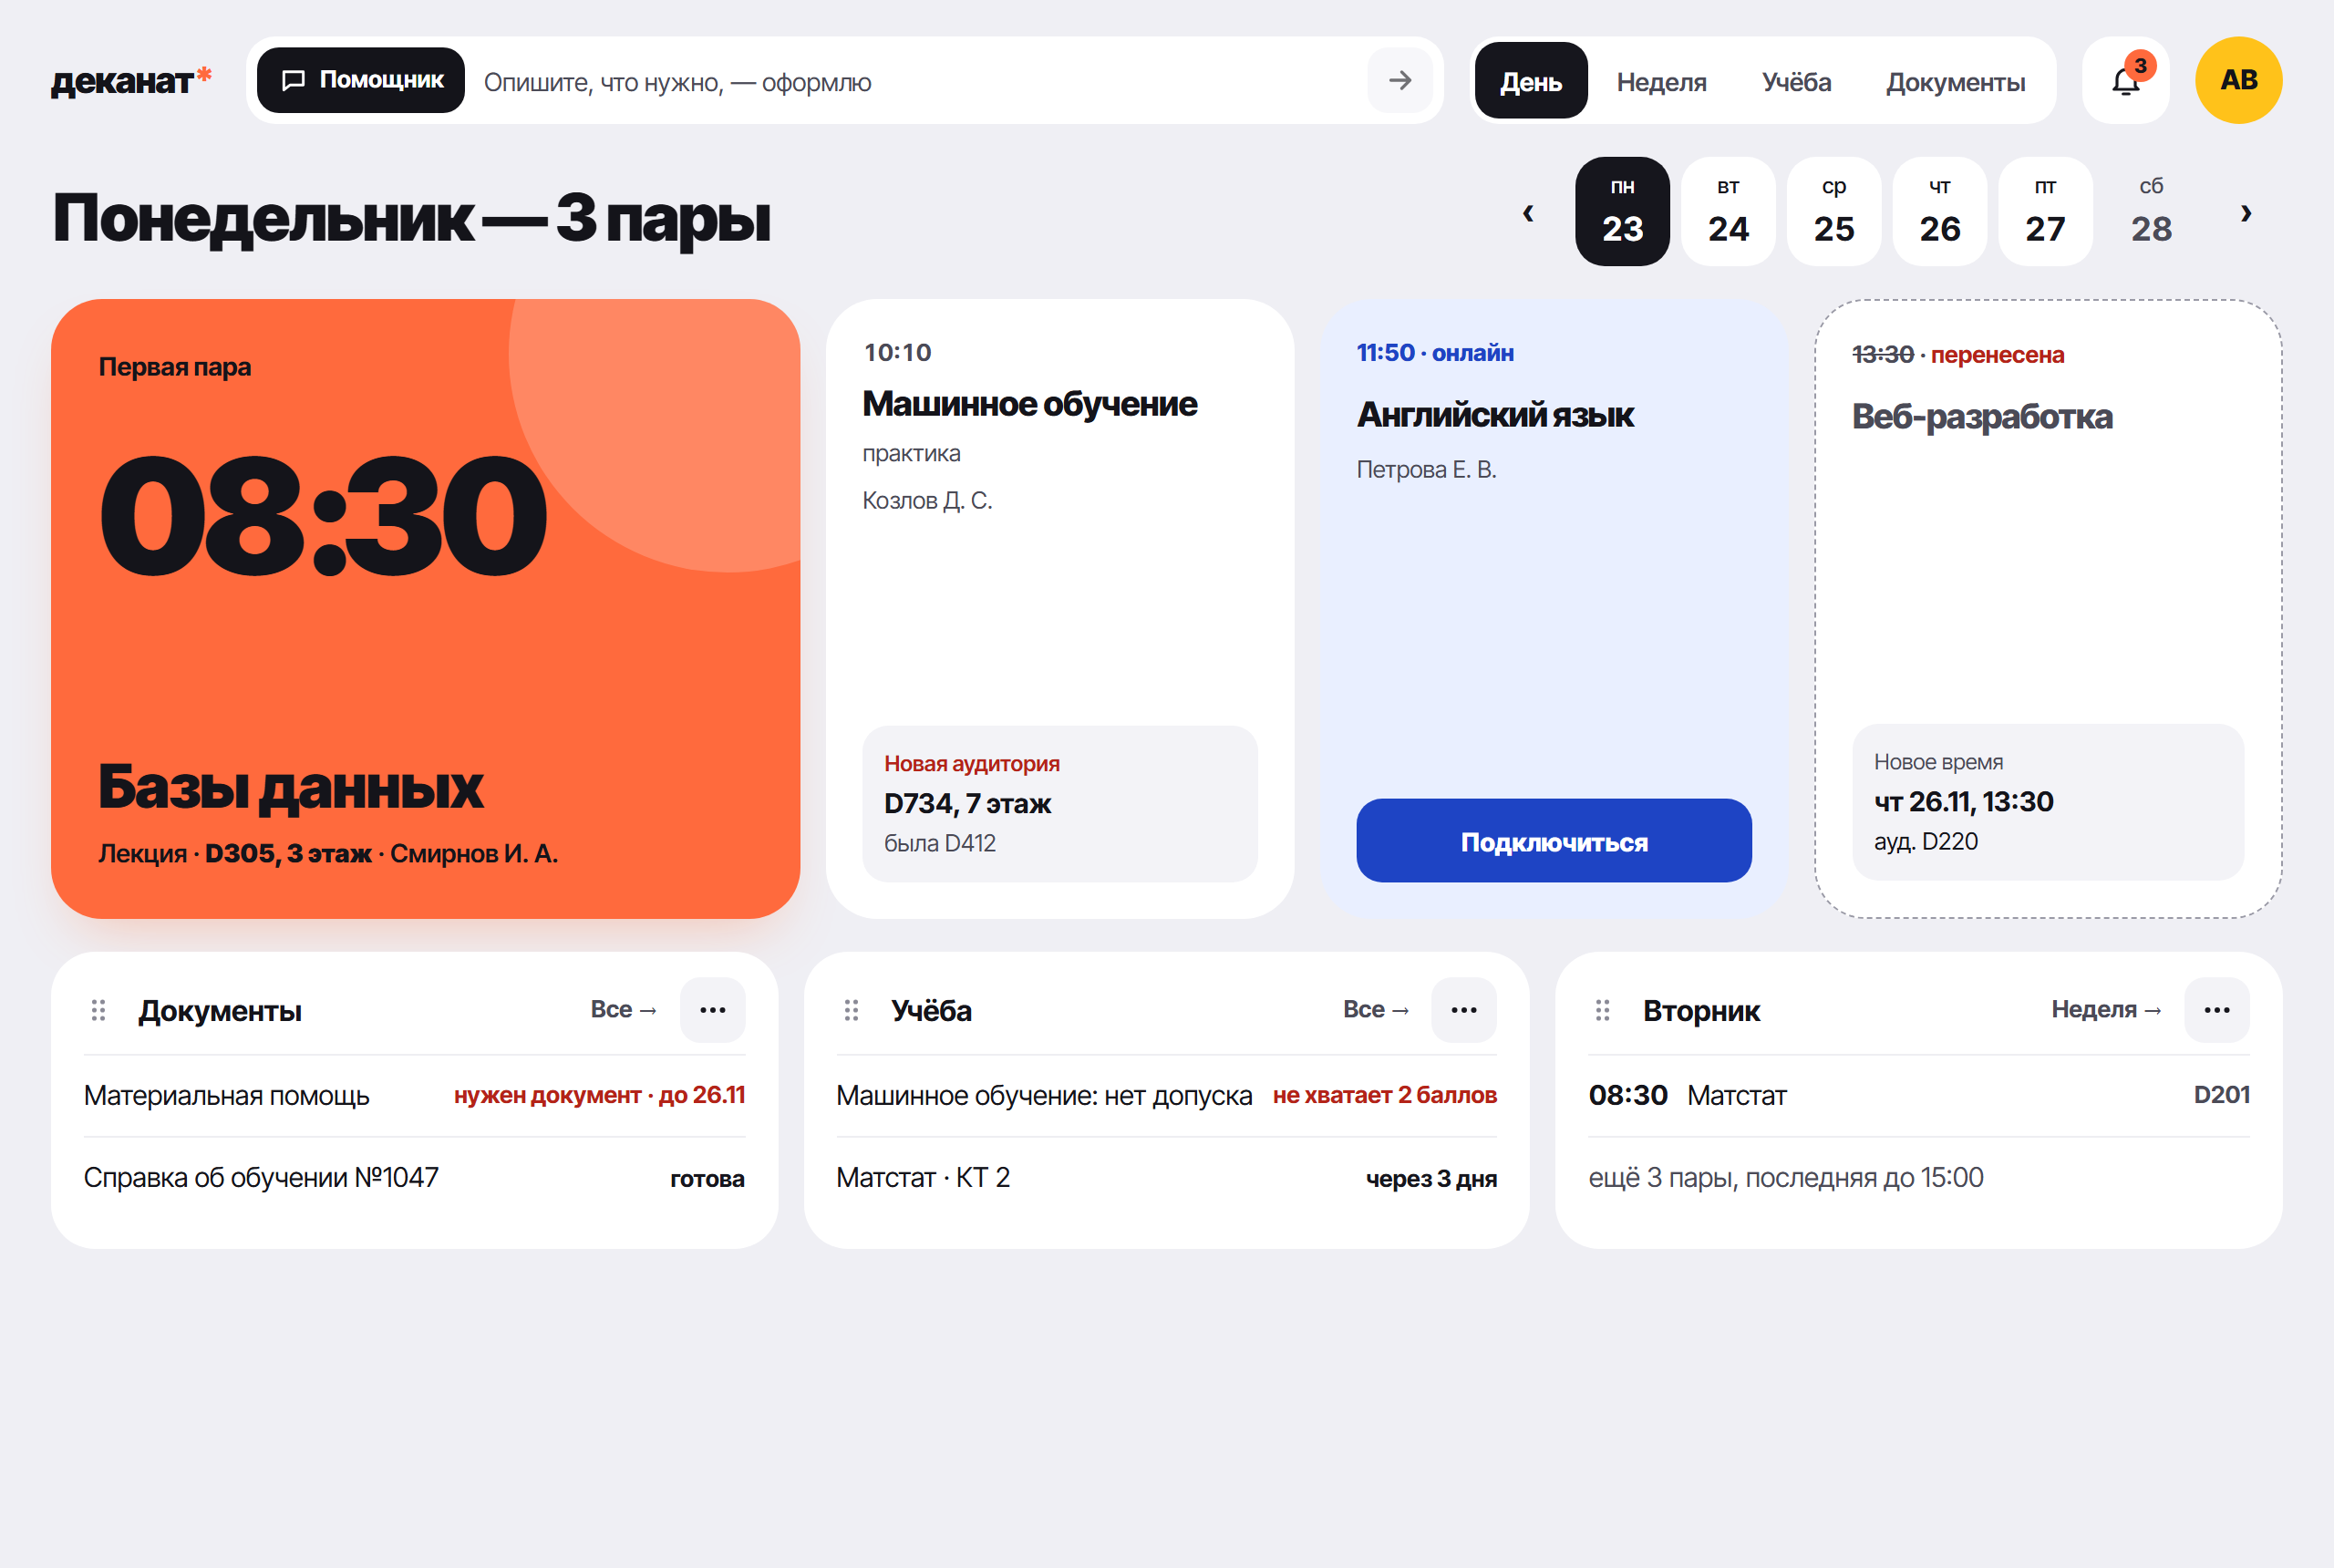 деканат*
Помощник
Опишите, что нужно, — оформлю
День
Неделя
Учёба
Документы
3
АВ
Понедельник — 3 пары
‹
пн
23
вт
24
ср
25
чт
26
пт
27
сб
28
›
Первая пара
08:30
Базы данных
Лекция · D305, 3 этаж · Смирнов И. А.
10:10
Машинное обучение
практика
Козлов Д. С.
Новая аудитория
D734, 7 этаж
была D412
11:50 · онлайн
Английский язык
Петрова Е. В.
Подключиться
13:30 · перенесена
Веб-разработка
Новое время
чт 26.11, 13:30
ауд. D220
Документы
Все →
Материальная помощь
нужен документ · до 26.11
Справка об обучении №1047
готова
Учёба
Все →
Машинное обучение: нет допуска
не хватает 2 баллов
Матстат · КТ 2
через 3 дня
Вторник
Неделя →
08:30 Матстат
D201
ещё 3 пары, последняя до 15:00